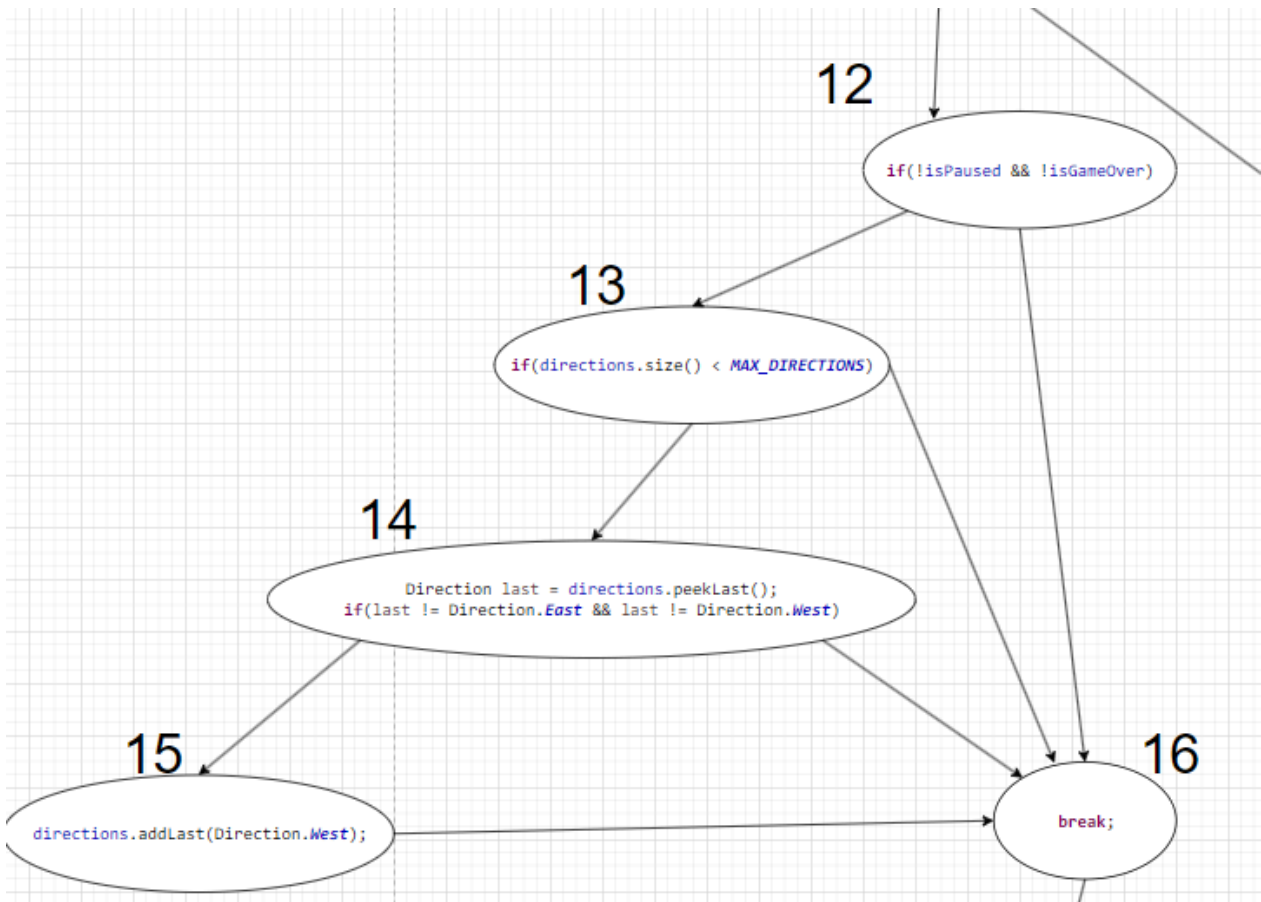 12
if(!isPaused && !isGameOver)
13
if(directions.size() < MAX_DIRECTIONS)
14
Direction last = directions.peekLast();
if(last != Direction.East && last != Direction.West)
15
directions.addLast(Direction.West);
16
break;